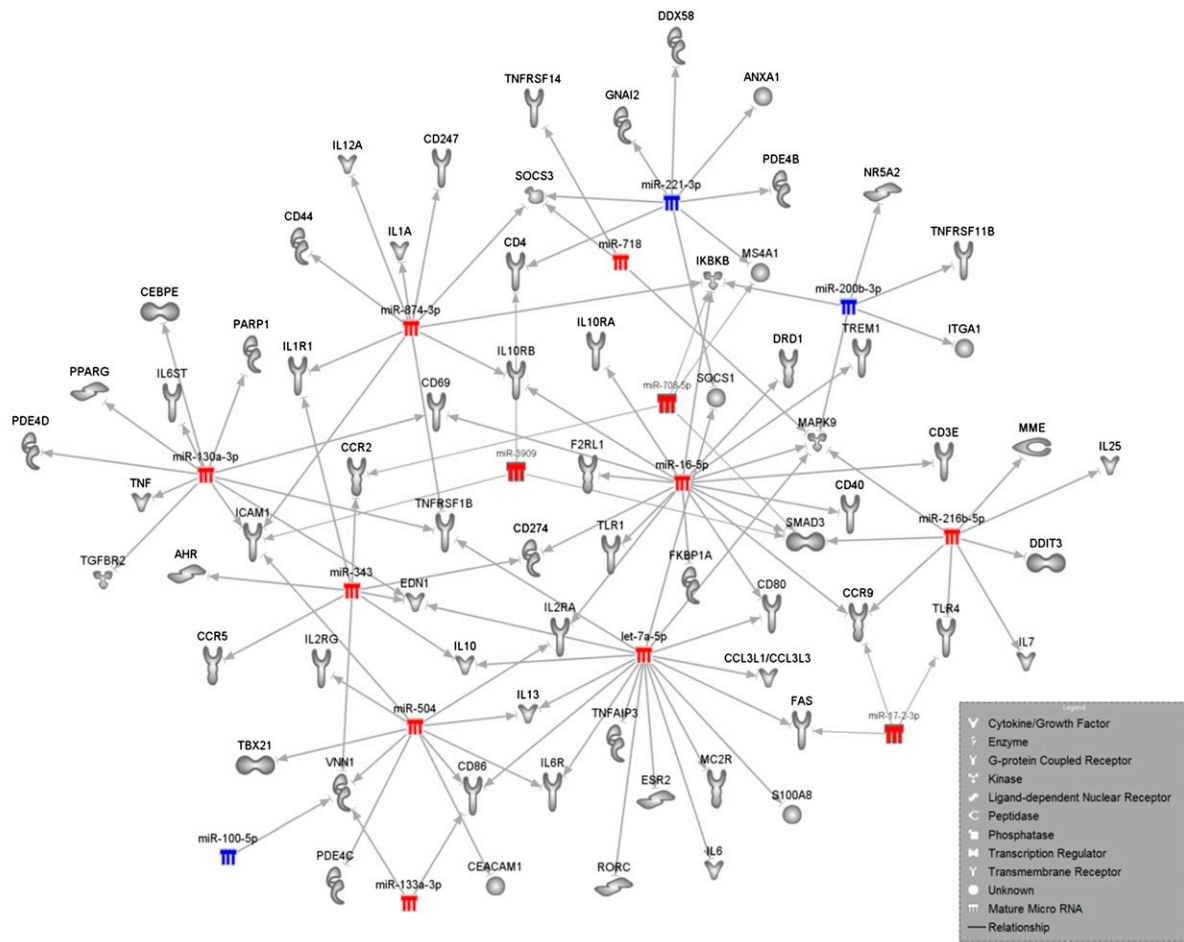 DDX58
TNFRSF14
ANXA1
GNAI2
IL12A
CD247
PDE4B
SOCS3
miR-221-3p
NR5A2
CD44
IL1A
CD4
miR-718
IKBKB
MS4A1
TNFRSF11B
miR-200b-3p
CEBPE
miR-874-3p
PARP1
IL1R1
IL10RB
IL10RA
DRD1
TREM1
ITGA1
PPARG
IL6ST
CD69
miR-708-5p
SOCS1
MAPK9
PDE4D
miR-130a-3p
CCR2
miR-3909
F2RL1
miR-16-5p
CD3E
MME
IL25
TNF
ICAM1
TNFRSF1B
CD274
TLR1
SMAD3
CD40
miR-216b-5p
TGFBR2
AHR
miR-343
EDN1
FKBP1A
CD80
DDIT3
CCR9
TLR4
CCR5
IL2RG
IL10
IL2RA
let-7a-5p
CCL3L1/CCL3L3
IL7
miR-504
IL13
TNFAIP3
FAS
miR-17-2-3p
TBX21
VNN1
CD86
IL6R
ESR2
MC2R
S100A8
miR-100-5p
PDE4C
miR-133a-3p
CEACAM1
RORC
IL6
Legend
Cytokine/Growth Factor
Enzyme
G-protein Coupled Receptor
Kinase
Ligand-dependent Nuclear Receptor
Peptidase
Phosphatase
Transcription Regulator
Transmembrane Receptor
Unknown
Mature Micro RNA
Relationship